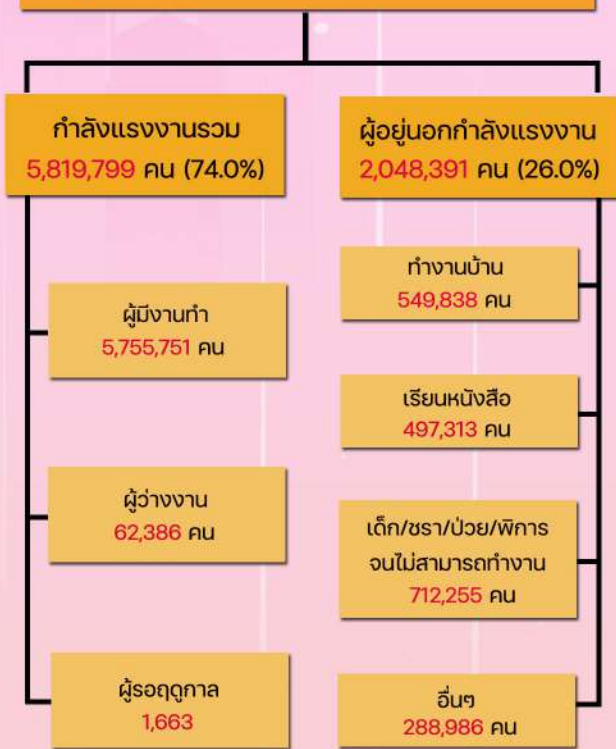 กำลังแรงงานรวม
5,819,799 คน (74.0%)
ผู้มีงานทำ
5,755,751 คน
ผู้ว่างงาน
62,386 คน
ผู้รอฤดูกาล
1,663
ผู้อยู่นอกกำลังแรงงาน
2,048,391 คน (26.0%)
ทำงานบ้าน
549,838 คน
เรียนหนังสือ
497,313 คน
เด็ก/ชรา/ป่วย/พิการ
จนไม่สามารถทำงาน
712,255 คน
อื่นๆ
288,986 คน